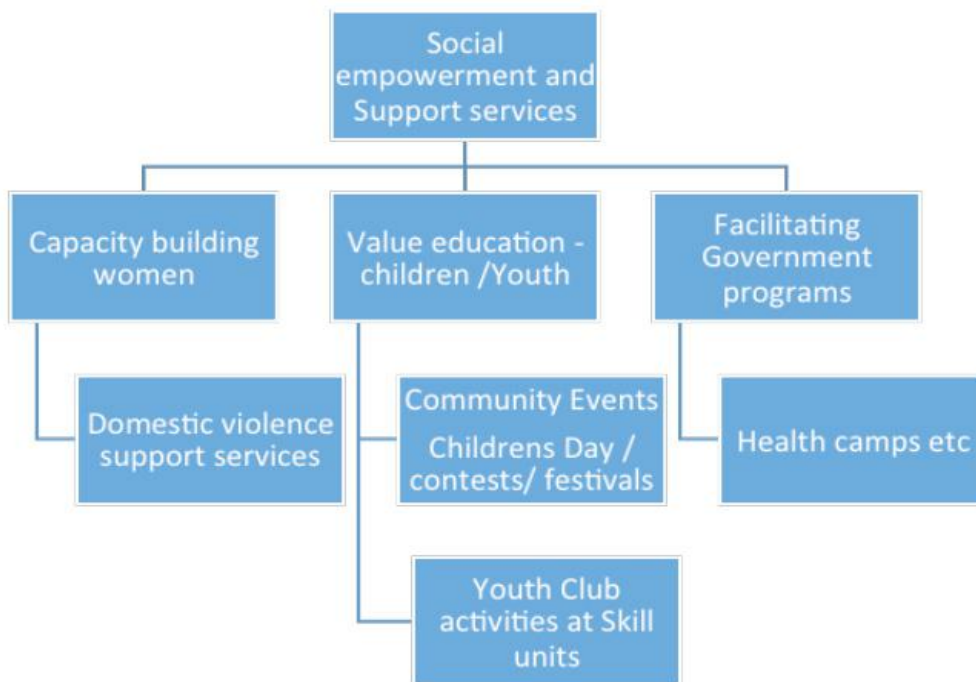 Social
empowerment and
Support services
Capacity building
women
Value education -
children /Youth
Facilitating
Government
programs
Domestic violence
support services
Community Events
Childrens Day /
contests/ festivals
Health camps etc
Youth Club
activities at Skill
units